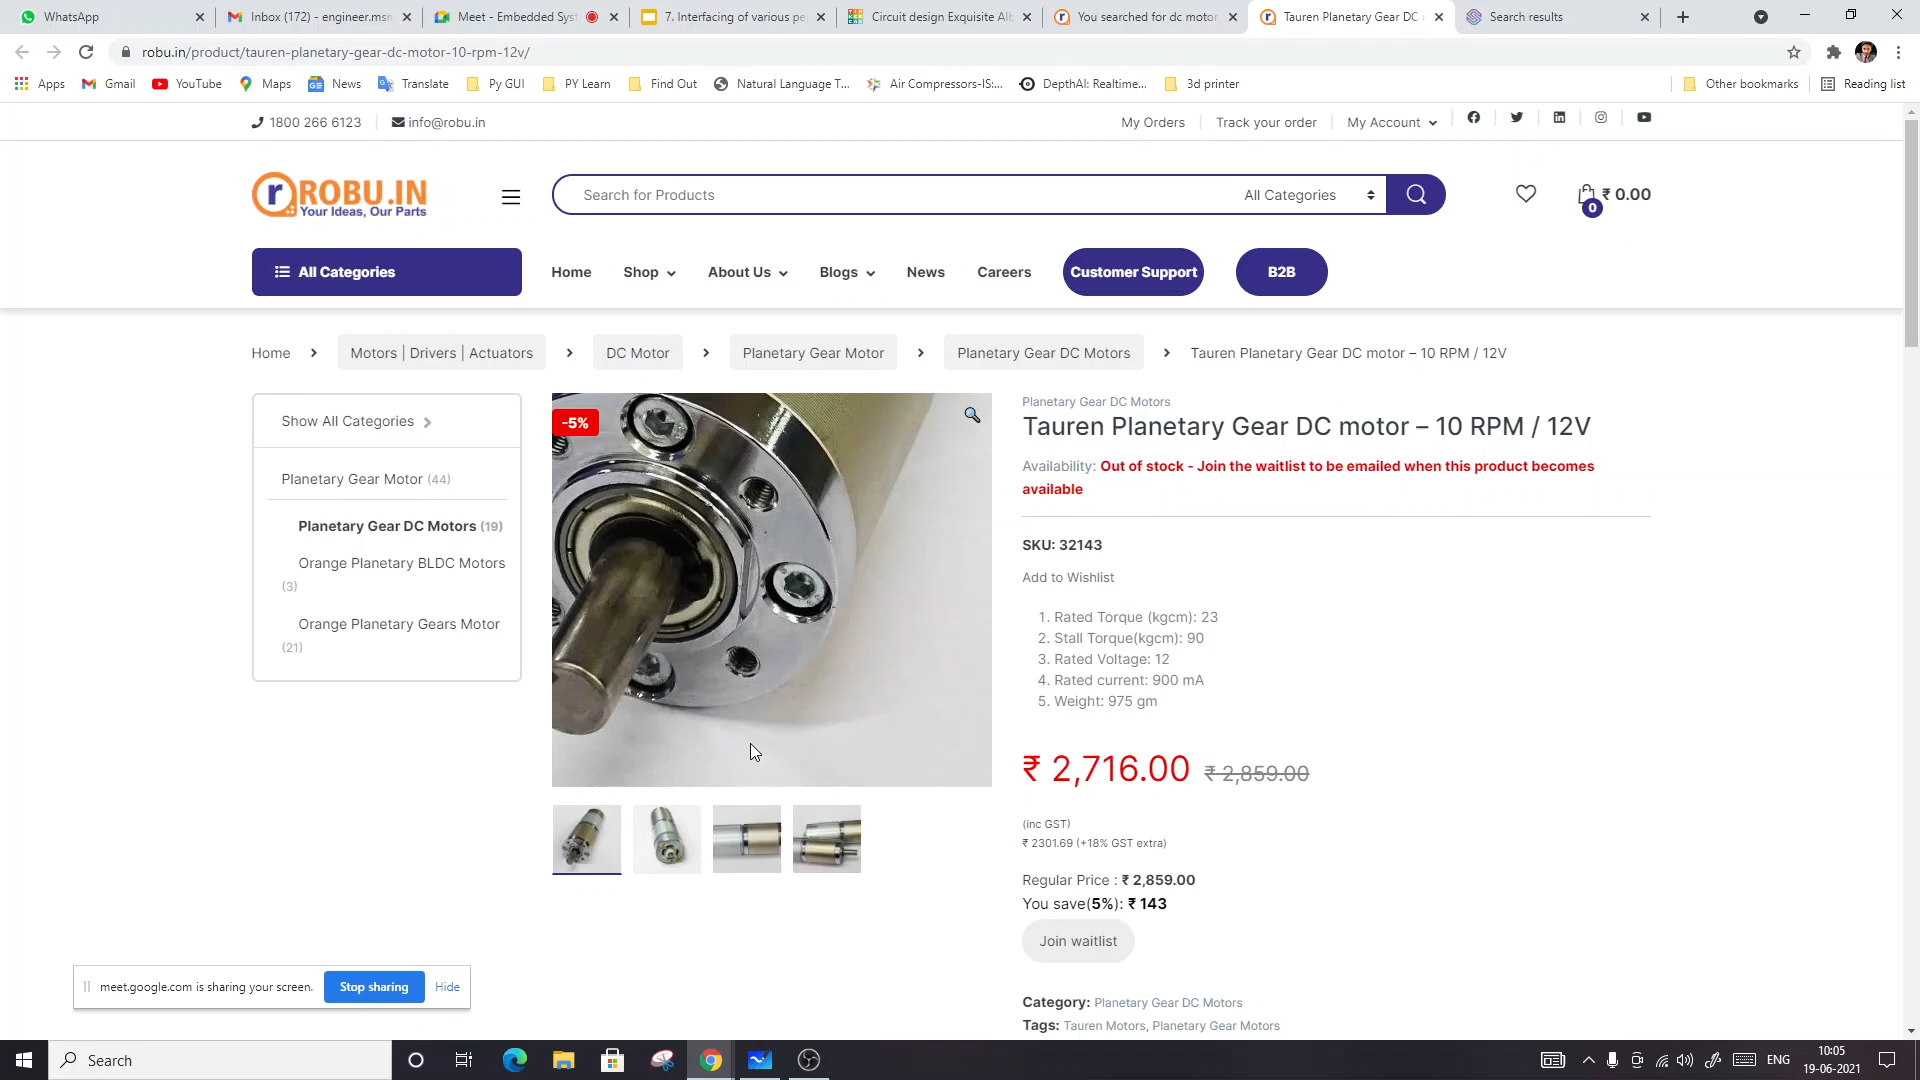 WhatsApp
Inbox (172) - engineer.msn
Meet - Embedded Sys
7. Interfacing of various pe
Circuit design Exquisite Alb
You searched for dc motor
Tauren Planetary Gear DC
Search results
robu.in/product/tauren-planetary-gear-dc-motor-10-rpm-12v/
Apps
Gmail
YouTube
Maps
News
Translate
Py GUI
PY Learn
Find Out
Natural Language T...
Air Compressors-IS:...
DepthAI: Realtime...
3d printer
Other bookmarks
Reading list
1800 266 6123
info@robu.in
My Orders
Track your order
My Account
ROBU.IN
Your Ideas, Our Parts
Search for Products
All Categories
₹ 0.00
0
All Categories
Home
Shop
About Us
Blogs
News
Careers
Customer Support
B2B
Home
Motors | Drivers | Actuators
DC Motor
Planetary Gear Motor
Planetary Gear DC Motors
Tauren Planetary Gear DC motor – 10 RPM / 12V
Show All Categories
Planetary Gear Motor (44)
Planetary Gear DC Motors (19)
Orange Planetary BLDC Motors
(3)
Orange Planetary Gears Motor
(21)
-5%
Planetary Gear DC Motors
Tauren Planetary Gear DC motor – 10 RPM / 12V
Availability: Out of stock - Join the waitlist to be emailed when this product becomes
available
SKU: 32143
Add to Wishlist
1. Rated Torque (kgcm): 23
2. Stall Torque(kgcm): 90
3. Rated Voltage: 12
4. Rated current: 900 mA
5. Weight: 975 gm
₹ 2,716.00 ₹ 2,859.00
(inc GST)
₹ 2301.69 (+18% GST extra)
Regular Price : ₹ 2,859.00
You save(5%): ₹ 143
Join waitlist
Category: Planetary Gear DC Motors
Tags: Tauren Motors, Planetary Gear Motors
meet.google.com is sharing your screen.
Stop sharing
Hide
Search
ENG
10:05
19-06-2021